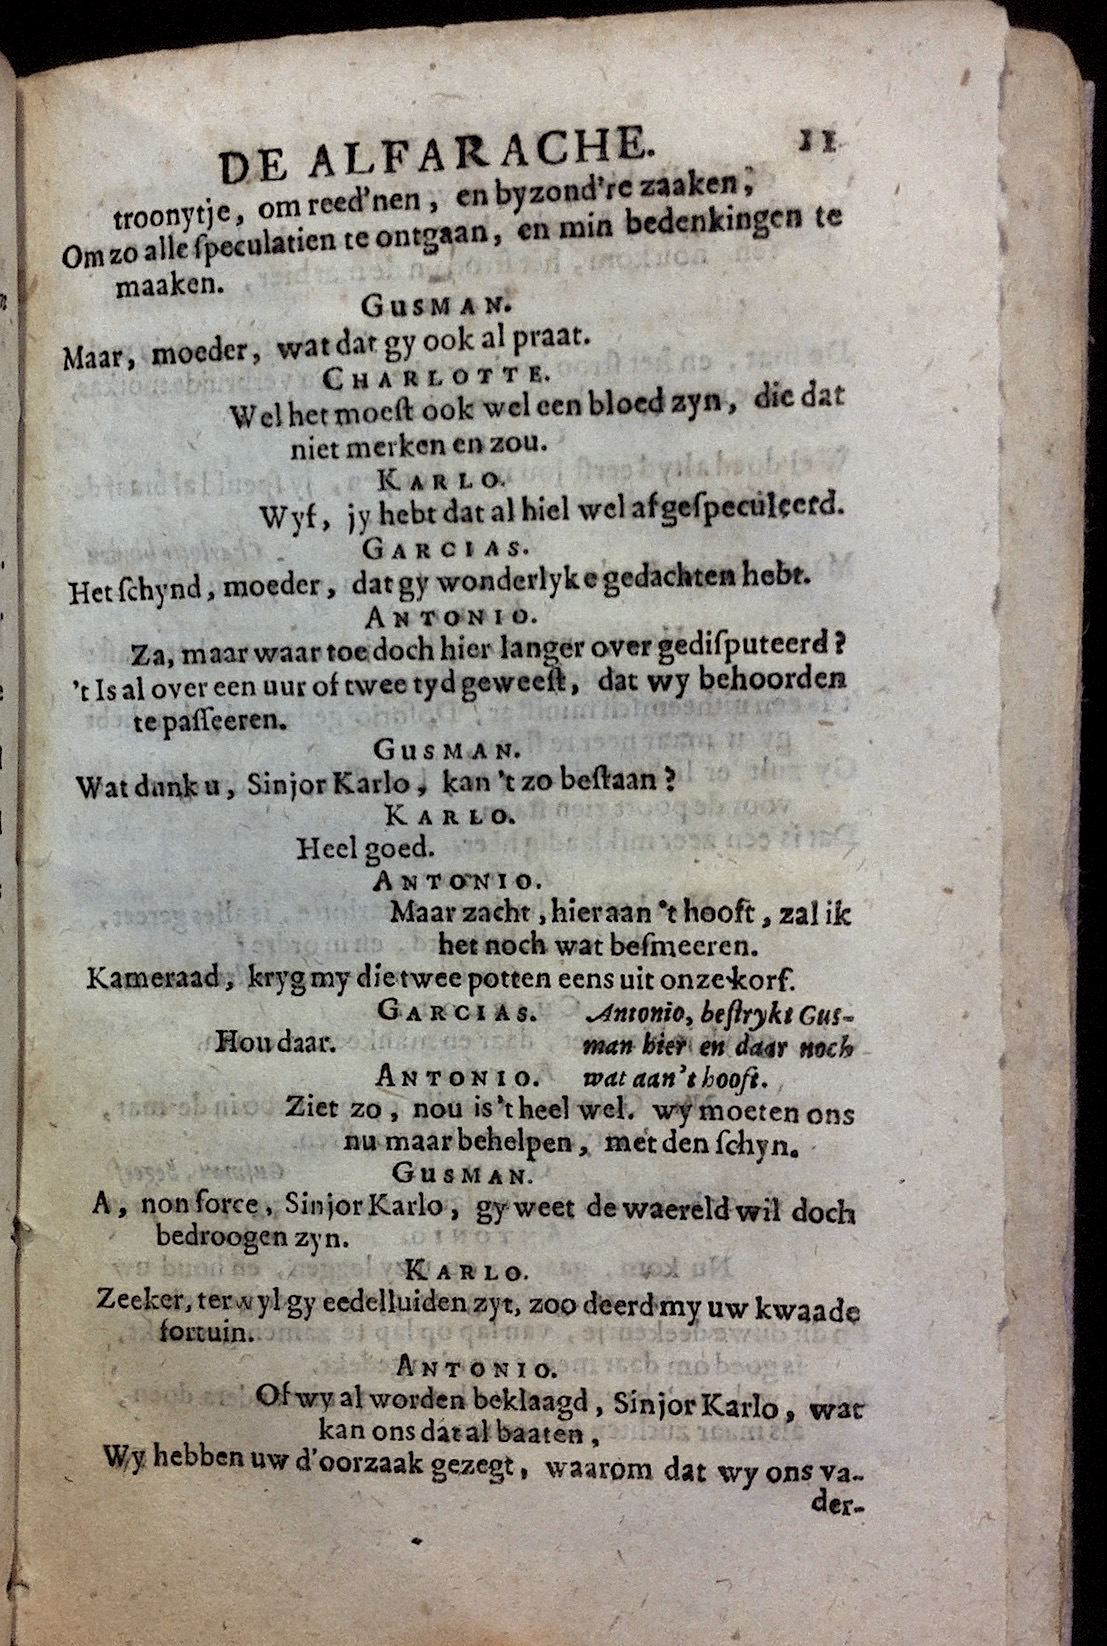 DE ALFARACHE. 11
troonytje, om reed'nen, en byzond're zaaken,
Om zo alle ſpeculatien te ontgaan, en min bedenkingen te
maaken.
GUSMAN.
Maar, moeder, wat dat gy ook al praat.
CHARLOTTE.
Wel het moeſt ook wel een bloed zyn, die dat
niet merken en zou.
KARLO.
Wyf, jy hebt dat al hiel wel afgeſpeculeerd.
GARCIAS.
Het ſchynd, moeder, dat gy wonderlyke gedachten hebt.
ANTONIO.
Za, maar waar toe doch hier langer over gediſputeerd?
't Is al over een uur of twee tyd geweeſt, dat wy behoorden
te paſſeeren.
GUSMAN.
Wat dunk u, Sinjor Karlo, kan 't zo beſtaan?
KARLO.
Heel goed.
ANTONIO.
Maar zacht, hier aan 't hooft, zal ik
het noch wat beſmeeren.
Kameraad, kryg my die twee potten eens uit onze korf.
GARCIAS. Antonio, beſtrykt Guſ-
Hou daar. man hier en daar noch
ANTONIO. wat aan't hooft.
Ziet zo, nou is 't heel wel. wy moeten ons
nu maar behelpen, met den ſchyn.
GUSMAN.
A, non force, Sinjor Karlo, gy weet de waereld wil doch
bedroogen zyn.
KARLO.
Zeeker, terwyl gy eedelluiden zyt, zoo deerd my uw kwaade
fortuin.
ANTONIO.
Of wy al worden beklaagd, Sinjor Karlo, wat
kan ons dat al baaten,
Wy hebben uw d'oorzaak gezegt, waarom dat wy ons va-
der-